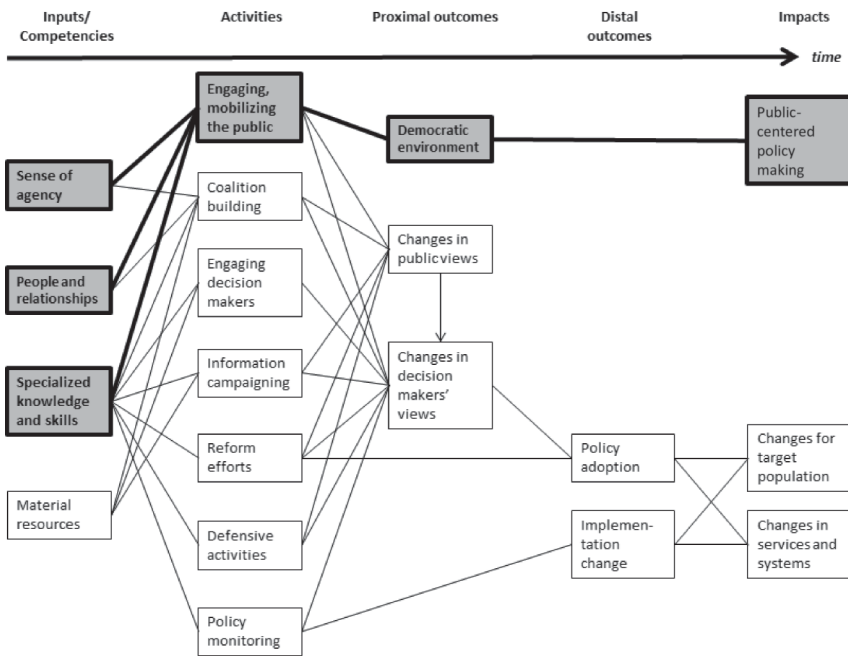 Inputs/
Competencies
Activities
Proximal outcomes
Distal
outcomes
Impacts
time
Engaging,
mobilizing
the public
Democratic
environment
Public-
centered
policy
making
Sense of
agency
Coalition
building
Changes in
public views
People and
relationships
Engaging
decision
makers
Specialized
knowledge
and skills
Information
campaigning
Changes in
decision
makers’
views
Reform
efforts
Policy
adoption
Changes for
target
population
Material
resources
Defensive
activities
Implemen-
tation
change
Changes in
services and
systems
Policy
monitoring